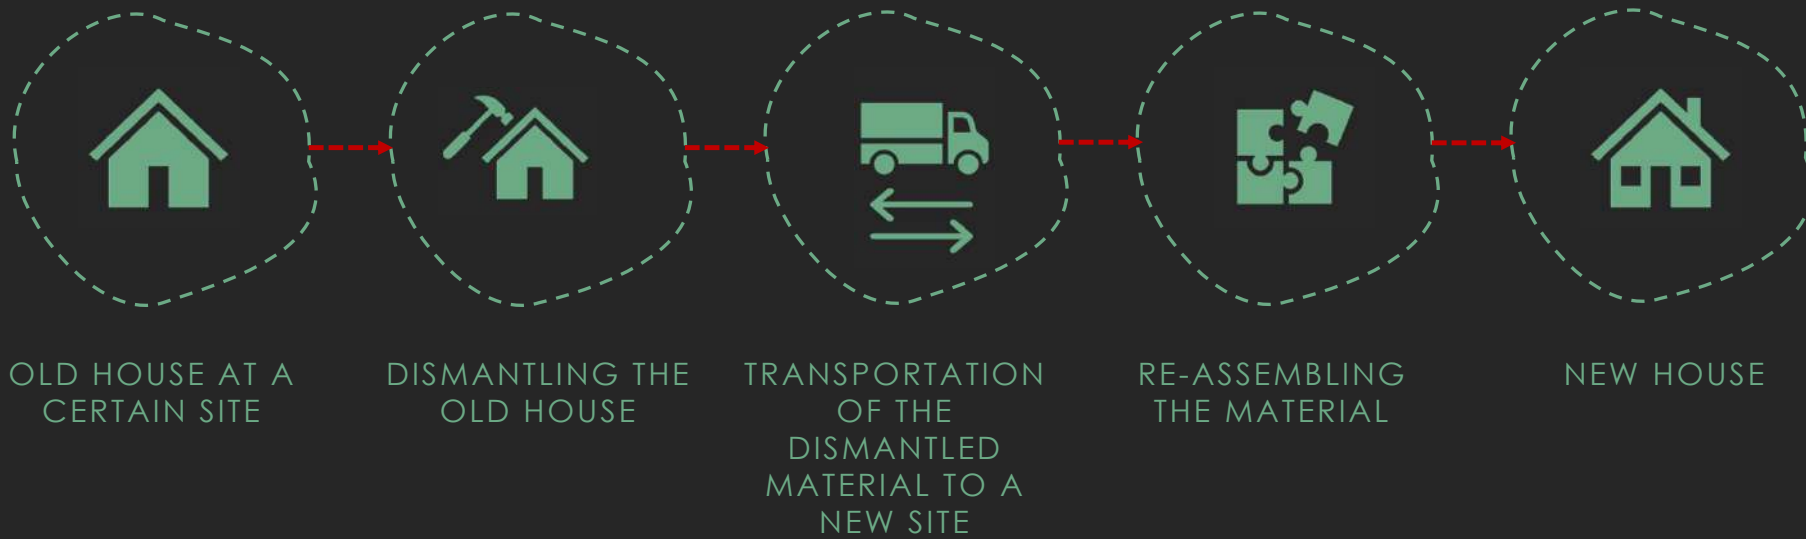 OLD HOUSE AT A
CERTAIN SITE
DISMANTLING THE
OLD HOUSE
TRANSPORTATION
OF THE
DISMANTLED
MATERIAL TO A
NEW SITE
RE-ASSEMBLING
THE MATERIAL
NEW HOUSE